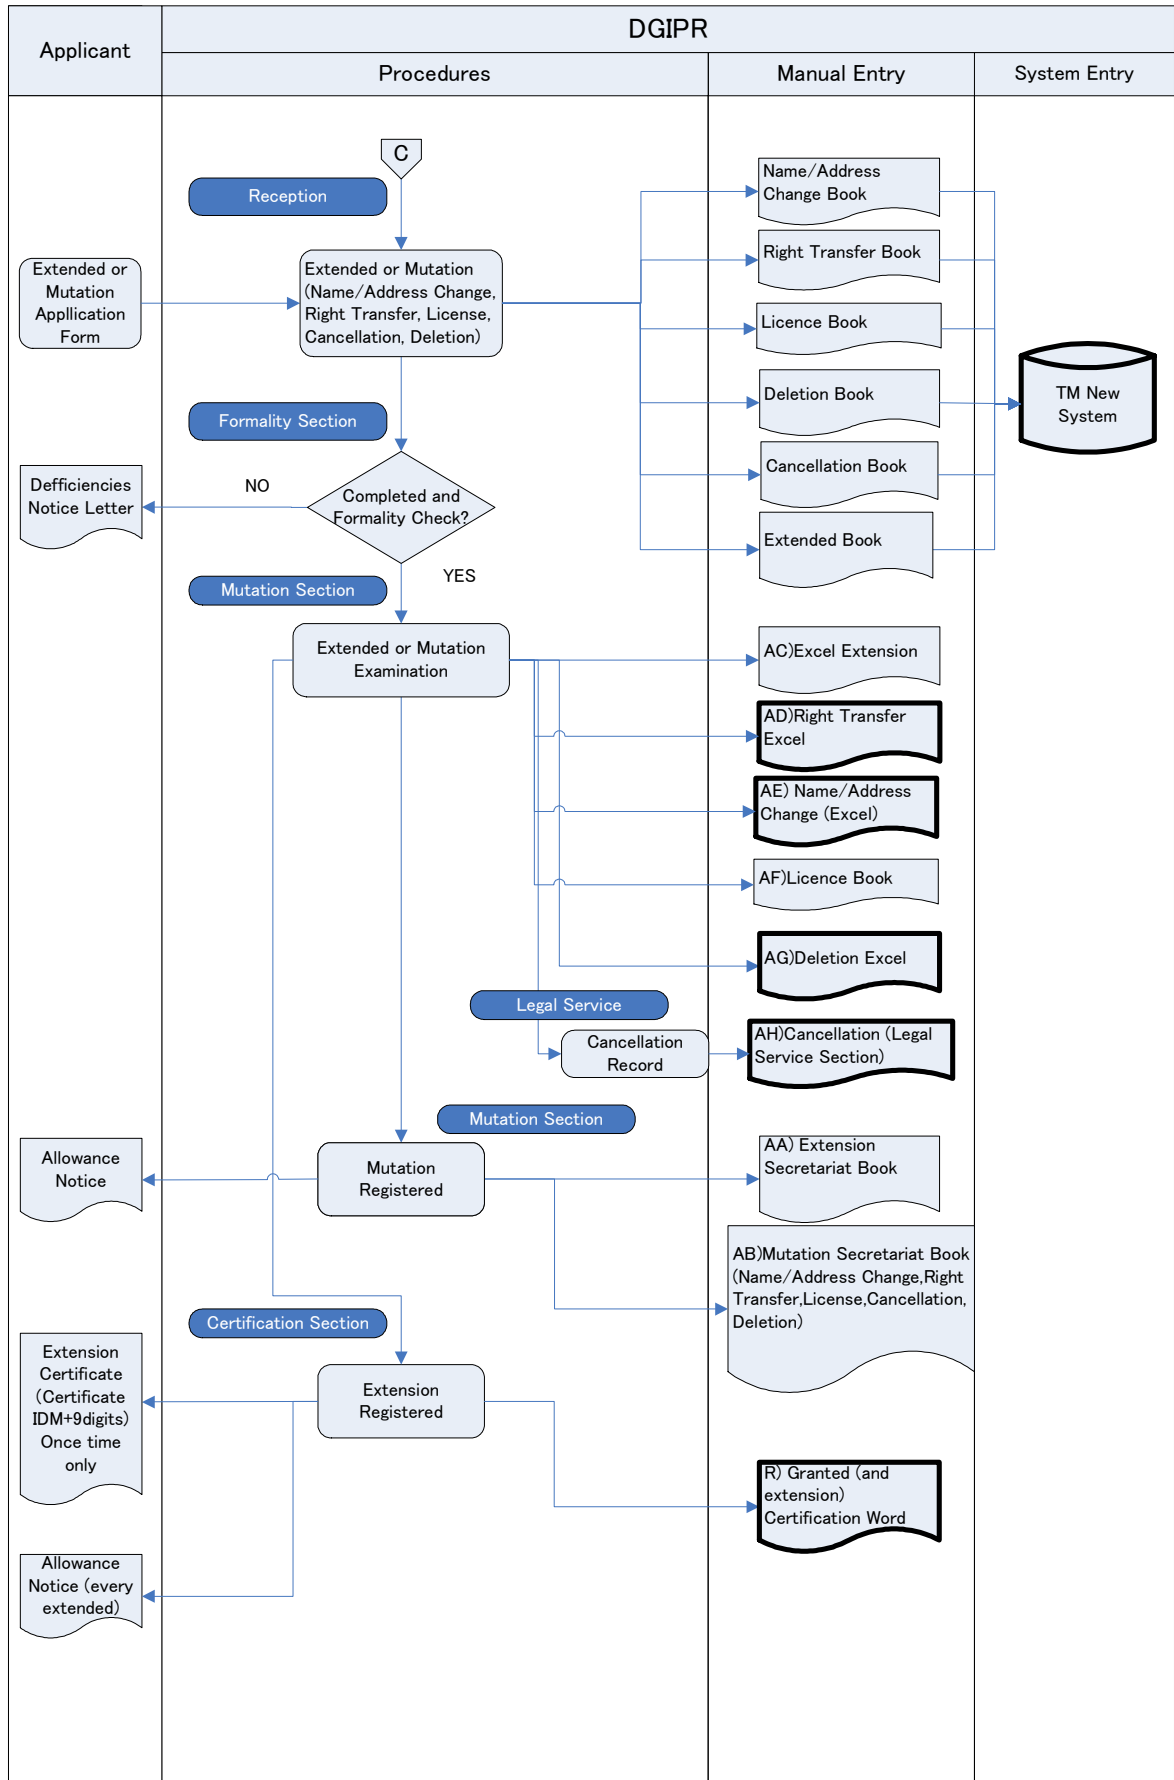 DGIPR
Applicant
Procedures
Manual Entry
System Entry
C
Reception
Name/Address
Change Book
Right Transfer Book
Extended or
Mutation
Appllication
Form
Extended or Mutation
(Name/Address Change,
Right Transfer, License,
Cancellation, Deletion)
Licence Book
TM New
System
Deletion Book
Formality Section
Cancellation Book
Defficiencies
Notice Letter
NO
Completed and
Formality Check?
Extended Book
YES
Mutation Section
Extended or Mutation
Examination
AC)Excel Extension
AD)Right Transfer
Excel
AE) Name/Address
Change (Excel)
AF)Licence Book
AG)Deletion Excel
Legal Service
Cancellation
Record
AH)Cancellation (Legal
Service Section)
Mutation Section
Allowance
Notice
Mutation
Registered
AA) Extension
Secretariat Book
AB)Mutation Secretariat Book
(Name/Address Change,Right
Transfer,License,Cancellation,
Deletion)
Certification Section
Extension
Certificate
(Certificate
IDM+9digits)
Once time
only
Extension
Registered
R) Granted (and
extension)
Certification Word
Allowance
Notice (every
extended)